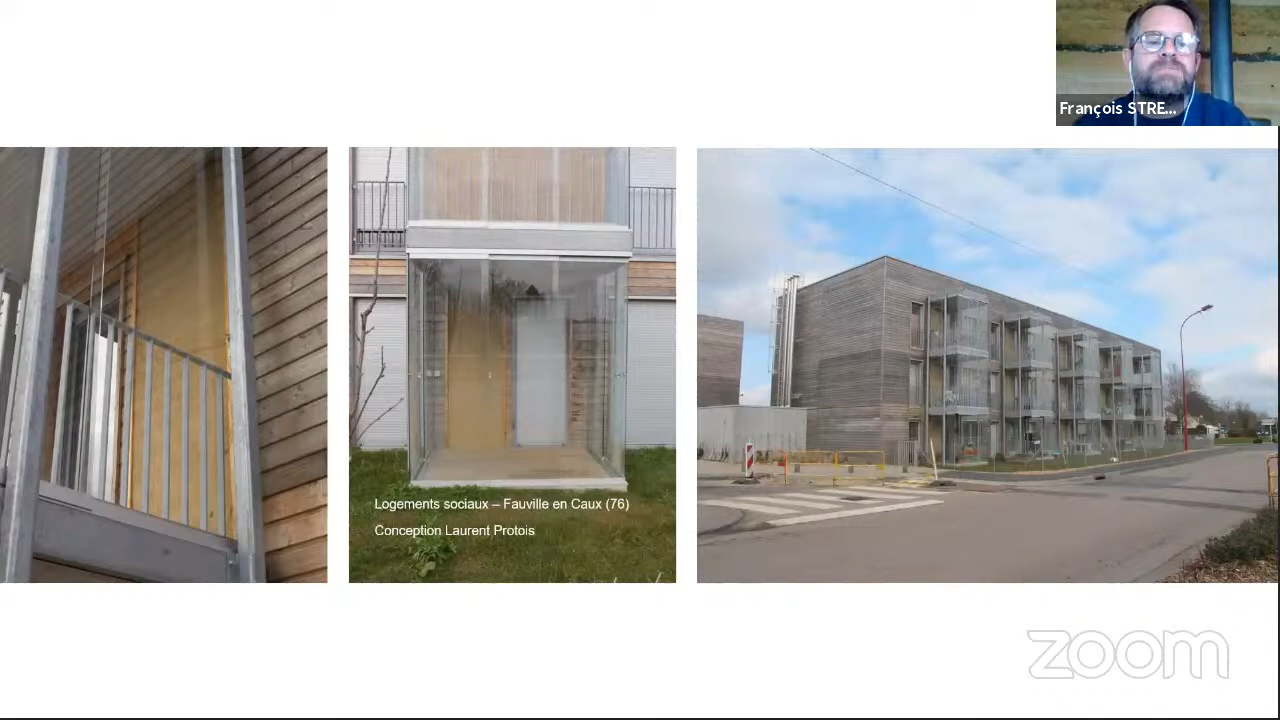 François STRE...
Logements sociaux – Fauville en Caux (76)
Conception Laurent Protois
zoom